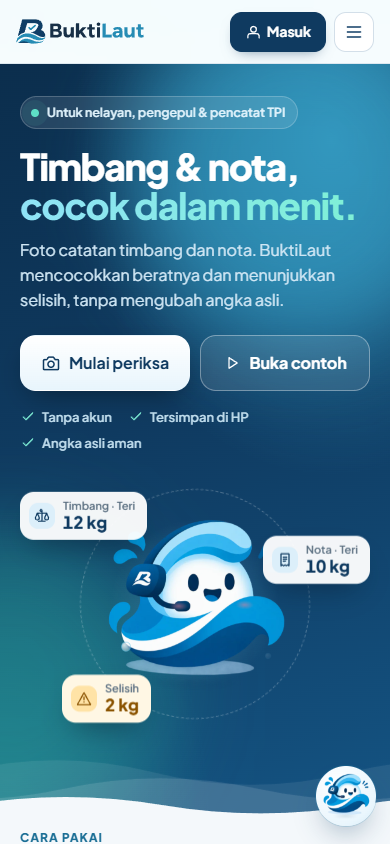 BuktiLaut
Masuk
Untuk nelayan, pengepul & pencatat TPI
Timbang & nota,
cocok dalam menit.
Foto catatan timbang dan nota. BuktiLaut
mencocokkan beratnya dan menunjukkan
selisih, tanpa mengubah angka asli.
Mulai periksa
Buka contoh
Tanpa akun
Tersimpan di HP
Angka asli aman
Timbang · Teri
12 kg
Nota · Teri
10 kg
Selisih
2 kg
CARA PAKAI